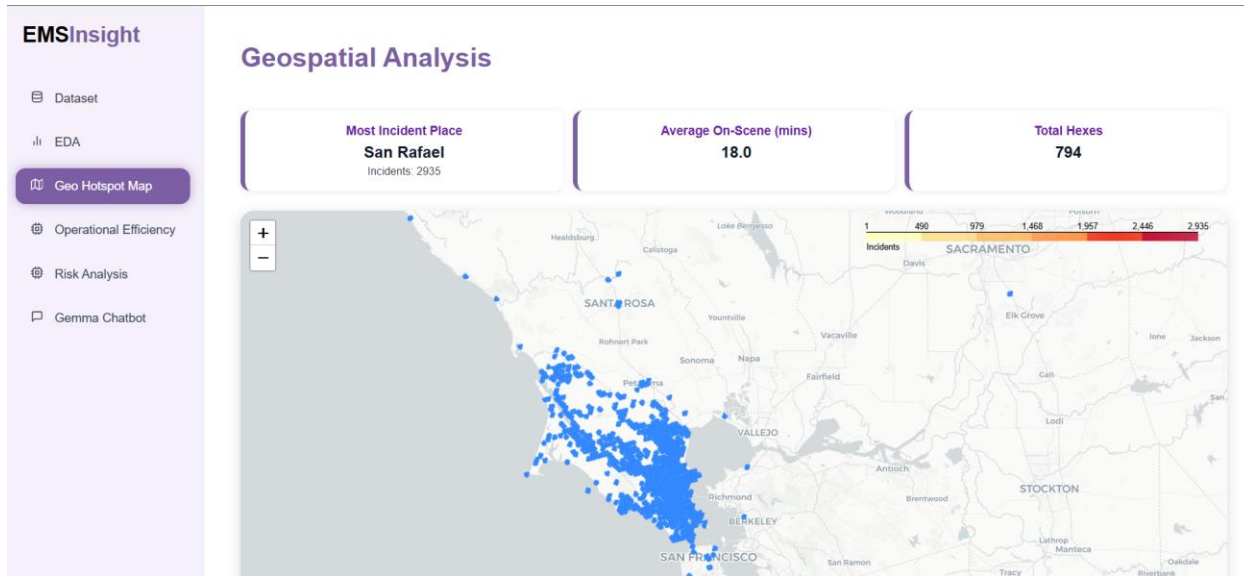 EMSInsight
Dataset
EDA
Geo Hotspot Map
Operational Efficiency
Risk Analysis
Gemma Chatbot
Geospatial Analysis
Most Incident Place
San Rafael
Incidents: 2935
Average On-Scene (mins)
18.0
Total Hexes
794
+
−
1 490 979 1,468 1,957 2,446 2,935
Incidents
Woodland
Folsom
Lake Berryessa
Healdsburg
Calistoga
SACRAMENTO
Davis
SANTA ROSA
Elk Grove
Yountville
Vacaville
Rohnert Park
Ione
Jackson
Sonoma
Napa
Fairfield
Galt
Petaluma
San
Lodi
VALLEJO
Antioch
STOCKTON
Richmond
Brentwood
BERKELEY
Lathrop
Manteca
SAN FRANCISCO
San Ramon
Oakdale
Tracy
Riverbank